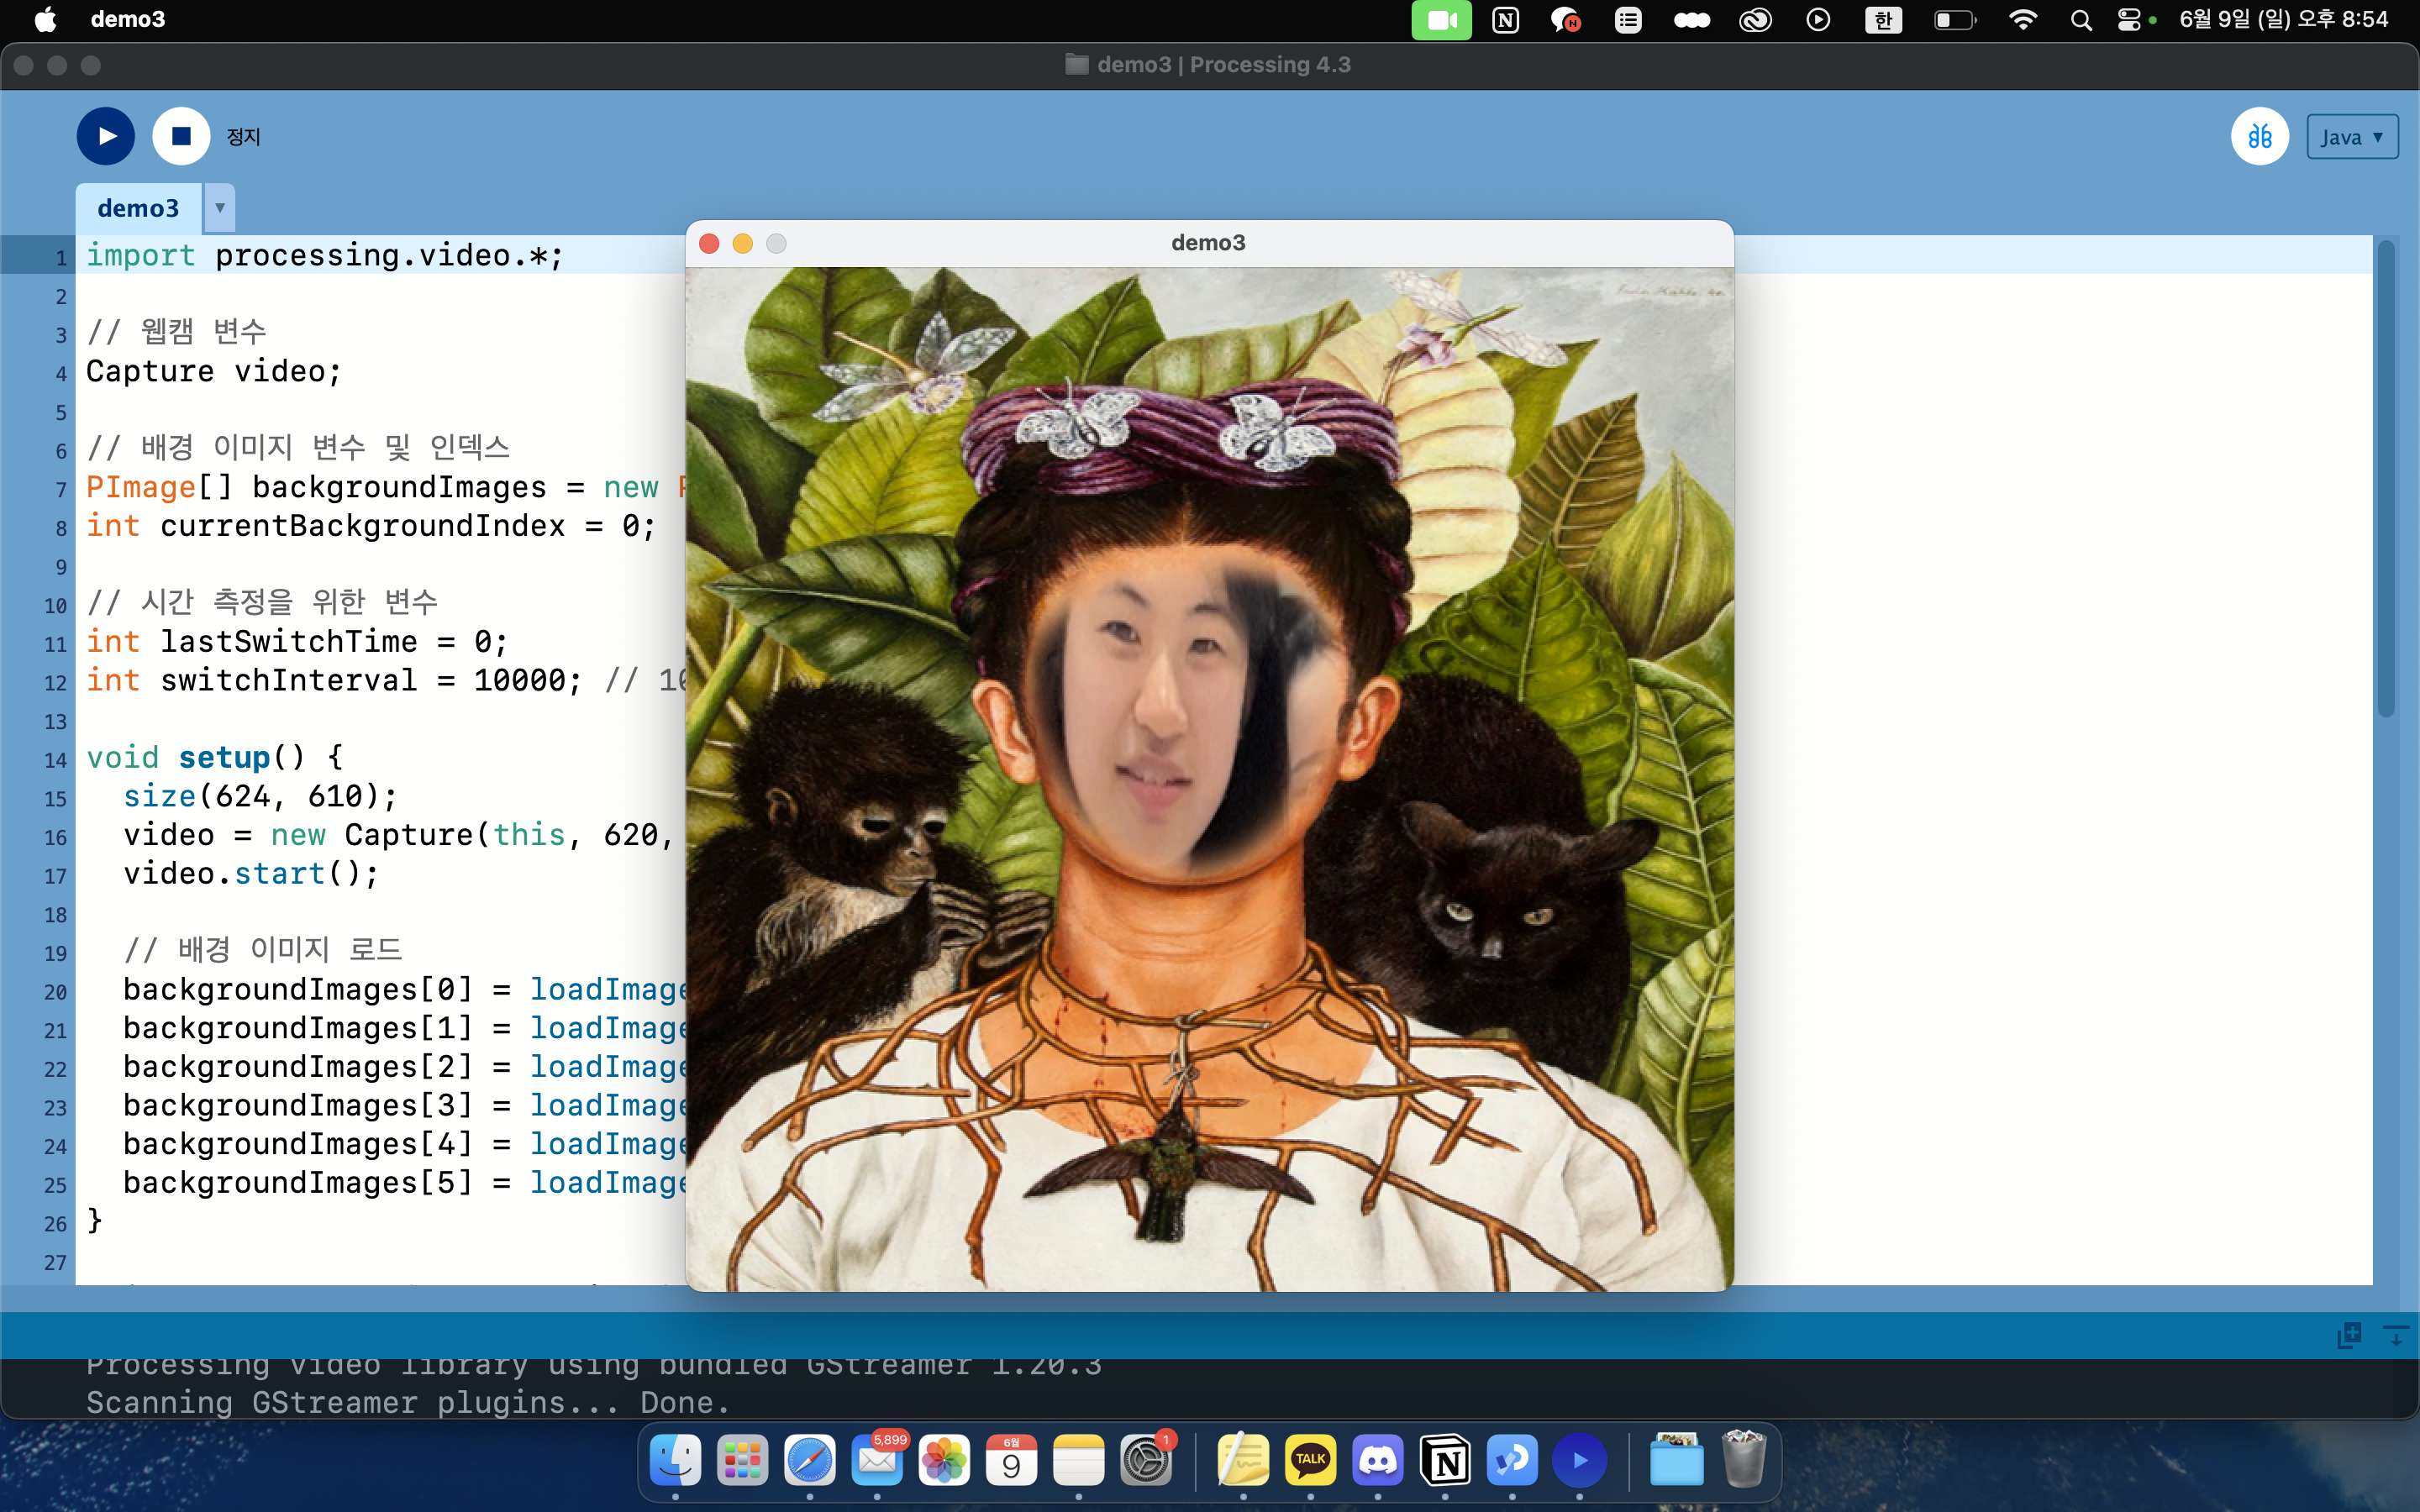 demo3
한
6월 9일 (일) 오후 8:54
demo3 | Processing 4.3
정지
Java ▼
demo3 ▼
1 import processing.video.*;
2
3 // 웹캠 변수
4 Capture video;
5
6 // 배경 이미지 변수 및 인덱스
7 PImage[] backgroundImages = new
8 int currentBackgroundIndex = 0;
9
10 // 시간 측정을 위한 변수
11 int lastSwitchTime = 0;
12 int switchInterval = 10000; // 10
13
14 void setup() {
15 size(624, 610);
16 video = new Capture(this, 620,
17 video.start();
18
19 // 배경 이미지 로드
20 backgroundImages[0] = loadImage
21 backgroundImages[1] = loadImage
22 backgroundImages[2] = loadImage
23 backgroundImages[3] = loadImage
24 backgroundImages[4] = loadImage
25 backgroundImages[5] = loadImage
26 }
27
demo3
Processing video library using bundled GStreamer 1.20.3
Scanning GStreamer plugins... Done.
5,899
6월
9
1
TALK
N